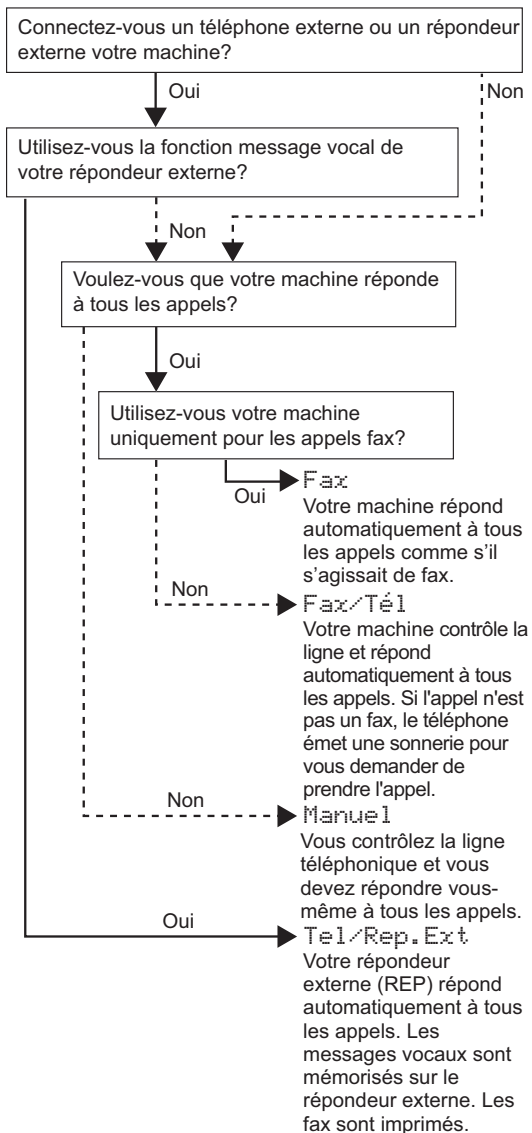 Connectez-vous un téléphone externe ou un répondeur
externe votre machine?
Oui
Non
Utilisez-vous la fonction message vocal de
votre répondeur externe?
Non
Voulez-vous que votre machine réponde
à tous les appels?
Oui
Utilisez-vous votre machine
uniquement pour les appels fax?
Oui
Fax
Votre machine répond
automatiquement à tous
les appels comme s'il
s'agissait de fax.
Non
Fax/Tél
Votre machine contrôle la
ligne et répond
automatiquement à tous
les appels. Si l'appel n'est
pas un fax, le téléphone
émet une sonnerie pour
vous demander de
prendre l'appel.
Non
Manuel
Vous contrôlez la ligne
téléphonique et vous
devez répondre vous-
même à tous les appels.
Oui
Tel/Rep.Ext
Votre répondeur
externe (REP) répond
automatiquement à tous
les appels. Les
messages vocaux sont
mémorisés sur le
répondeur externe. Les
fax sont imprimés.